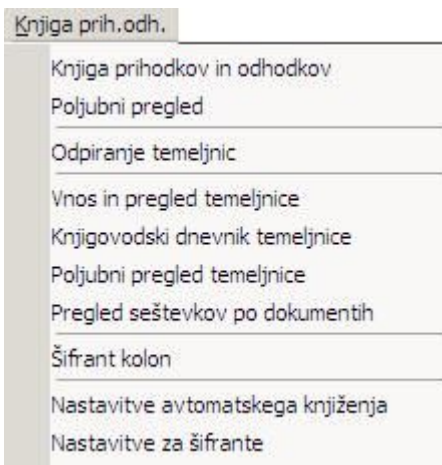 Knjiga prih.odh.
Knjiga prihodkov in odhodkov
Poljubni pregled
Odpiranje temeljnic
Vnos in pregled temeljnice
Knjigovodski dnevnik temeljnice
Poljubni pregled temeljnice
Pregled seštevkov po dokumentih
Šifrant kolon
Nastavitve avtomatskega knjiženja
Nastavitve za šifrante